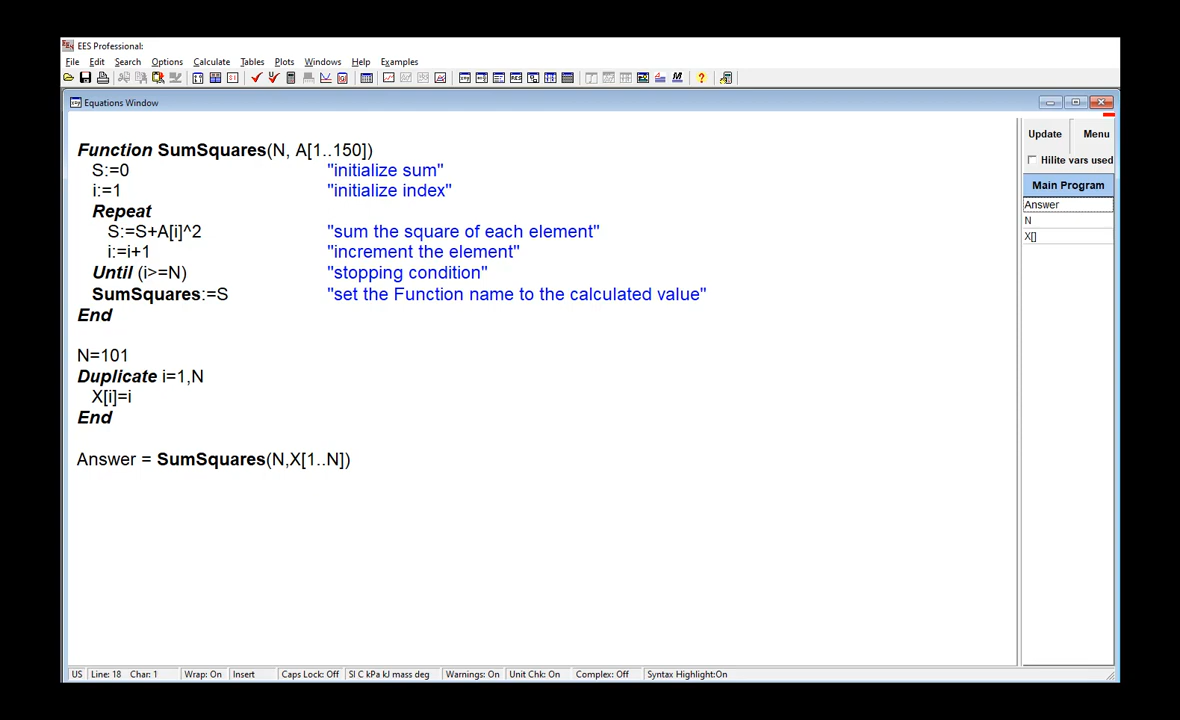 EES Professional:
File Edit Search Options Calculate Tables Plots Windows Help Examples
Equations Window
Update Menu
Hilite vars used
Main Program
Answer
N
X[]
Function SumSquares(N, A[1..150])
S:=0 "initialize sum"
i:=1 "initialize index"
Repeat
S:=S+A[i]^2 "sum the square of each element"
i:=i+1 "increment the element"
Until (i>=N) "stopping condition"
SumSquares:=S "set the Function name to the calculated value"
End
N=101
Duplicate i=1,N
X[i]=i
End
Answer = SumSquares(N,X[1..N])
US Line: 18 Char: 1 Wrap: On Insert Caps Lock: Off SI C kPa kJ mass deg Warnings: On Unit Chk: On Complex: Off Syntax Highlight:On